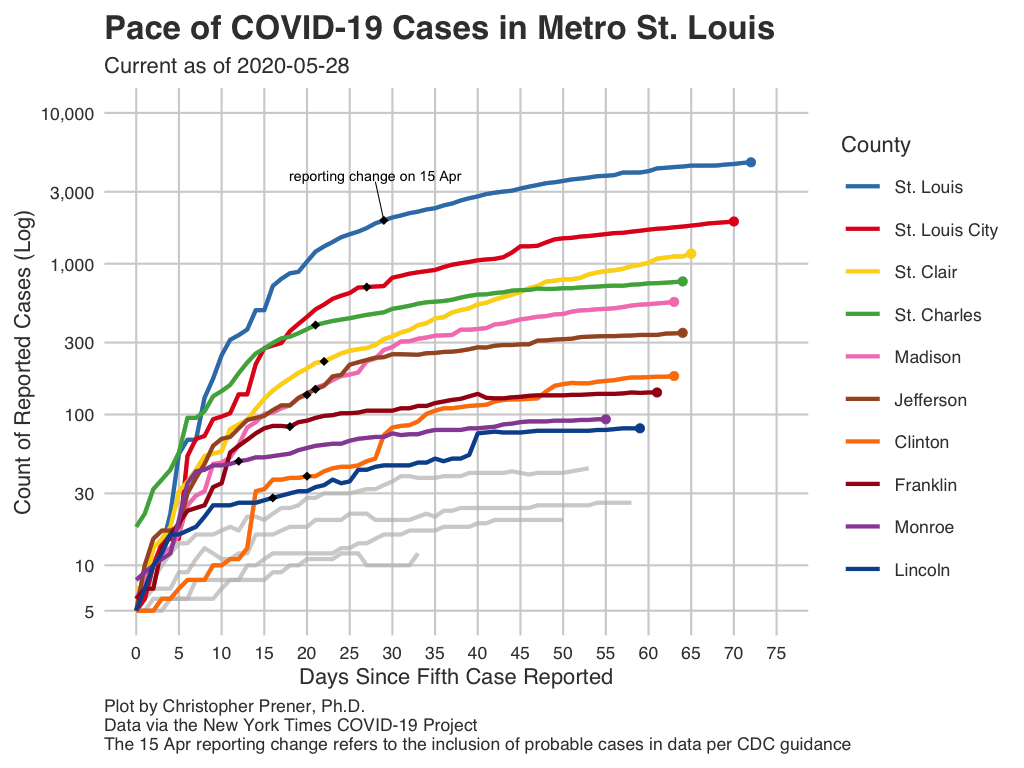 Pace of COVID-19 Cases in Metro St. Louis
Current as of 2020-05-28
Count of Reported Cases (Log)
10,000
3,000
1,000
300
100
30
10
5
reporting change on 15 Apr
0 5 10 15 20 25 30 35 40 45 50 55 60 65 70 75
Days Since Fifth Case Reported
County
St. Louis
St. Louis City
St. Clair
St. Charles
Madison
Jefferson
Clinton
Franklin
Monroe
Lincoln
Plot by Christopher Prener, Ph.D.
Data via the New York Times COVID-19 Project
The 15 Apr reporting change refers to the inclusion of probable cases in data per CDC guidance